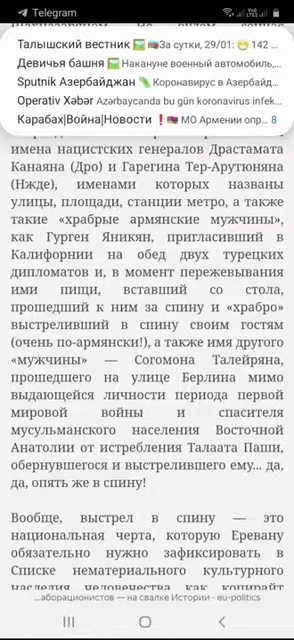 Telegram
Талышский вестник 🖼 🇦🇿За сутки, 29/01: 😁 142 ...
Девичья башня 🖼 Накануне военный автомобиль,...
Sputnik Азербайджан 🦠 Коронавирус в Азербайд...
Operativ Xəbər Azərbaycanda bu gün koronavirus infek...
Карабах|Война|Новости ❗🇦🇲 МО Армении опр... 8
имена нацистских генералов Драстамата
Канаяна (Дро) и Гарегина Тер-Арутюняна
(Нжде), именами которых названы
улицы, площади, станции метро, а также
такие «храбрые армянские мужчины»,
как Гурген Яникян, пригласивший в
Калифорнии на обед двух турецких
дипломатов и, в момент пережевывания
ими пищи, вставший со стола,
прошедший к ним за спину и «храбро»
выстреливший в спину своим гостям
(очень по-армянски!), а также имя другого
«мужчины» — Согомона Талейряна,
прошедшего на улице Берлина мимо
выдающейся личности периода первой
мировой войны и спасителя
мусульманского населения Восточной
Анатолии от истребления Талаата Паши,
обернувшегося и выстрелившего ему... да,
да, опять же в спину!
Вообще, выстрел в спину — это
национальная черта, которую Еревану
обязательно нужно зафиксировать в
Списке нематериального культурного
наследия человечества как копирайт
...аборационистов — на свалке Истории - eu-politics